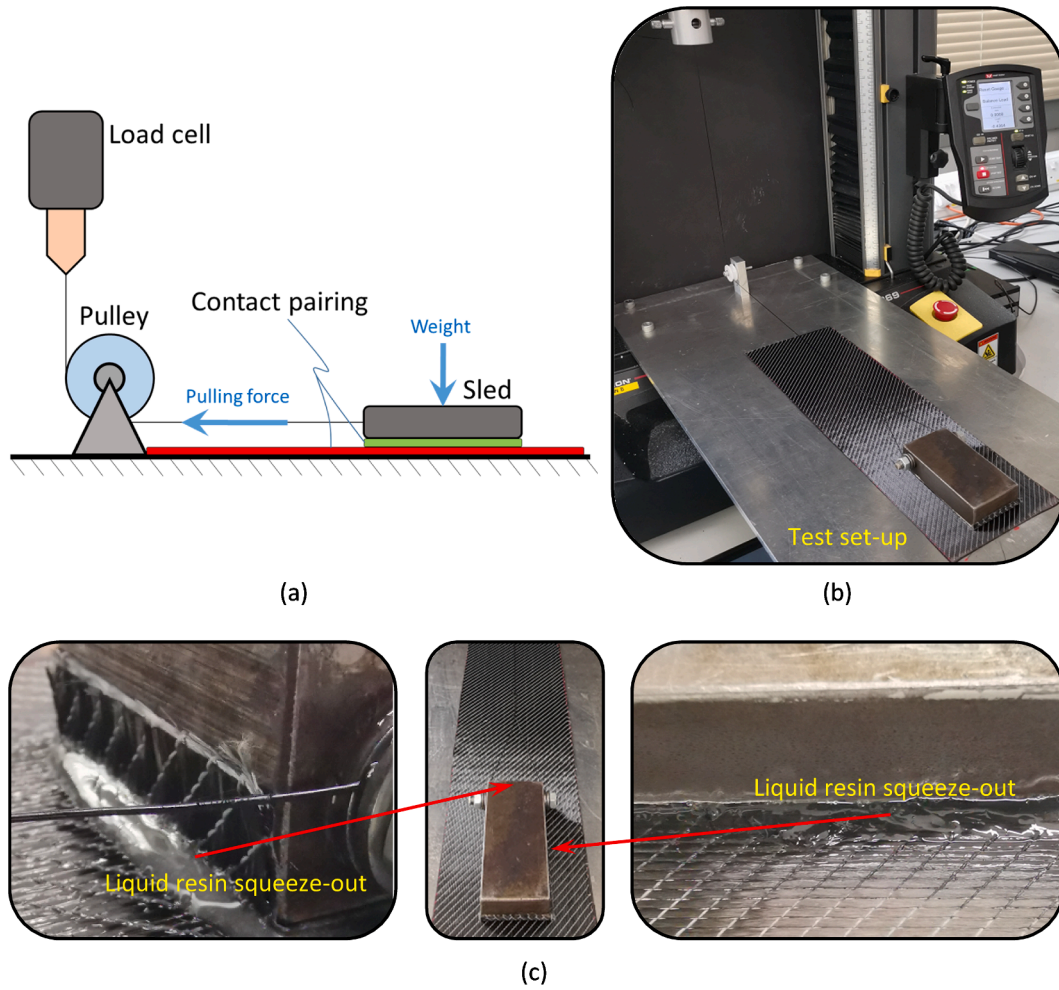 Load cell
Contact pairing
Pulley
Weight
Pulling force
Sled
Test set-up
(a)
(b)
Liquid resin squeeze-out
Liquid resin squeeze-out
(c)